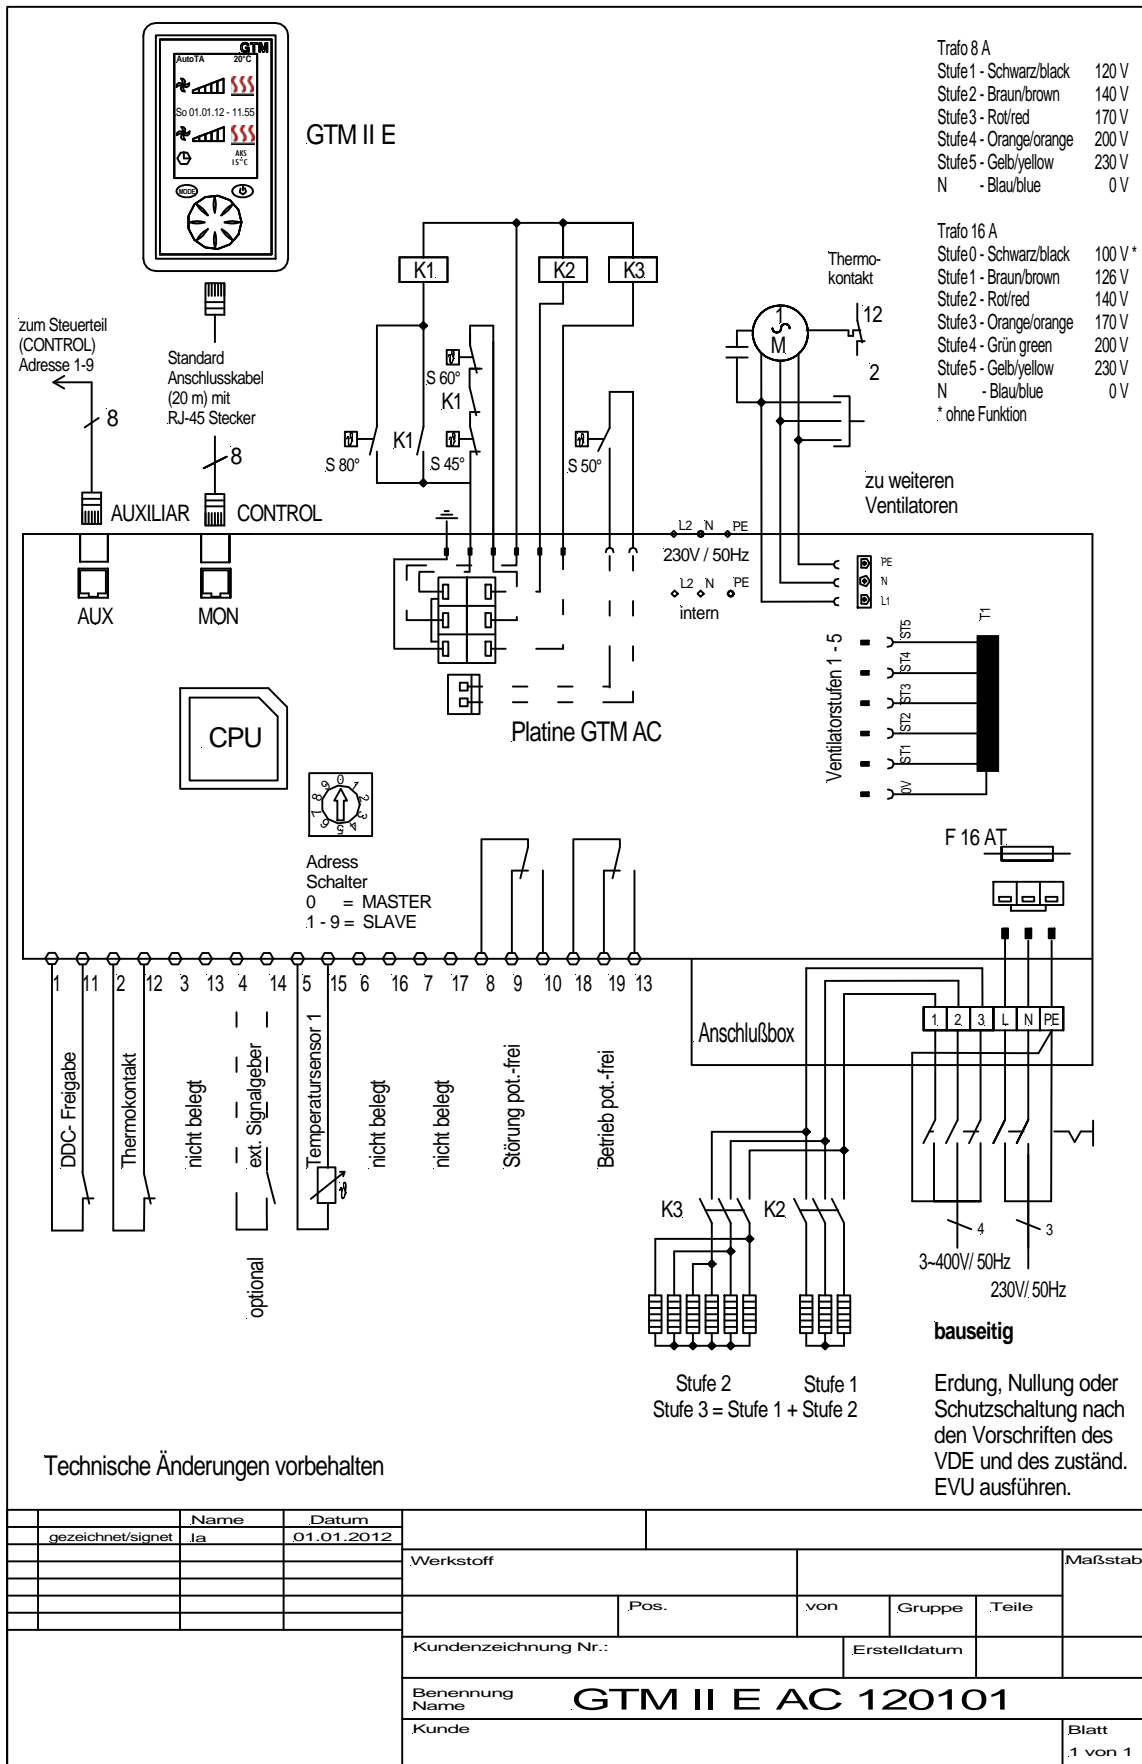 GTM
AutoTA 20°C
So 01.01.12 - 11.55
AKS
15°C
MODE
GTM II E
Trafo 8 A
Stufe 1 - Schwarz/black 120 V
Stufe 2 - Braun/brown 140 V
Stufe 3 - Rot/red 170 V
Stufe 4 - Orange/orange 200 V
Stufe 5 - Gelb/yellow 230 V
N - Blau/blue 0 V
Trafo 16 A
Stufe 0 - Schwarz/black 100 V *
Stufe 1 - Braun/brown 126 V
Stufe 2 - Rot/red 140 V
Stufe 3 - Orange/orange 170 V
Stufe 4 - Grün green 200 V
Stufe 5 - Gelb/yellow 230 V
N - Blau/blue 0 V
* ohne Funktion
K1 K2 K3
Thermo-
kontakt
1
M
12
2
zum Steuerteil
(CONTROL)
Adresse 1-9
8
Standard
Anschlusskabel
(20 m) mit
RJ-45 Stecker
8
S 60°
K1
S 80°
K1
S 45°
S 50°
zu weiteren
Ventilatoren
AUXILIAR
CONTROL
AUX
MON
L2 N PE
230V / 50Hz
L2 N PE
intern
PE
N
L1
Ventilatorstufen 1 - 5
ST5
ST4
ST3
ST2
ST1
0V
T1
CPU
Platine GTM AC
0 1 2 3 4 5 6 7 8 9
Adress
Schalter
0 = MASTER
1 - 9 = SLAVE
F 16 AT
1 11 2 12 3 13 4 14 5 15 6 16 7 17 8 9 10 18 19 13
DDC- Freigabe
Thermokontakt
nicht belegt
ext. Signalgeber
optional
Temperatursensor 1
nicht belegt
nicht belegt
Störung pot.-frei
Betrieb pot.-frei
Anschlußbox
1 2 3 L N PE
K3
K2
4
3
3~400V/ 50Hz
230V/ 50Hz
bauseitig
Stufe 2 Stufe 1
Stufe 3 = Stufe 1 + Stufe 2
Erdung, Nullung oder
Schutzschaltung nach
den Vorschriften des
VDE und des zuständ.
EVU ausführen.
Technische Änderungen vorbehalten
Name Datum
gezeichnet/signet la 01.01.2012
Werkstoff
Maßstab
Pos. von Gruppe Teile
Kundenzeichnung Nr.: Erstelldatum
Benennung
Name
GTM II E AC 120101
Kunde
Blatt
1 von 1